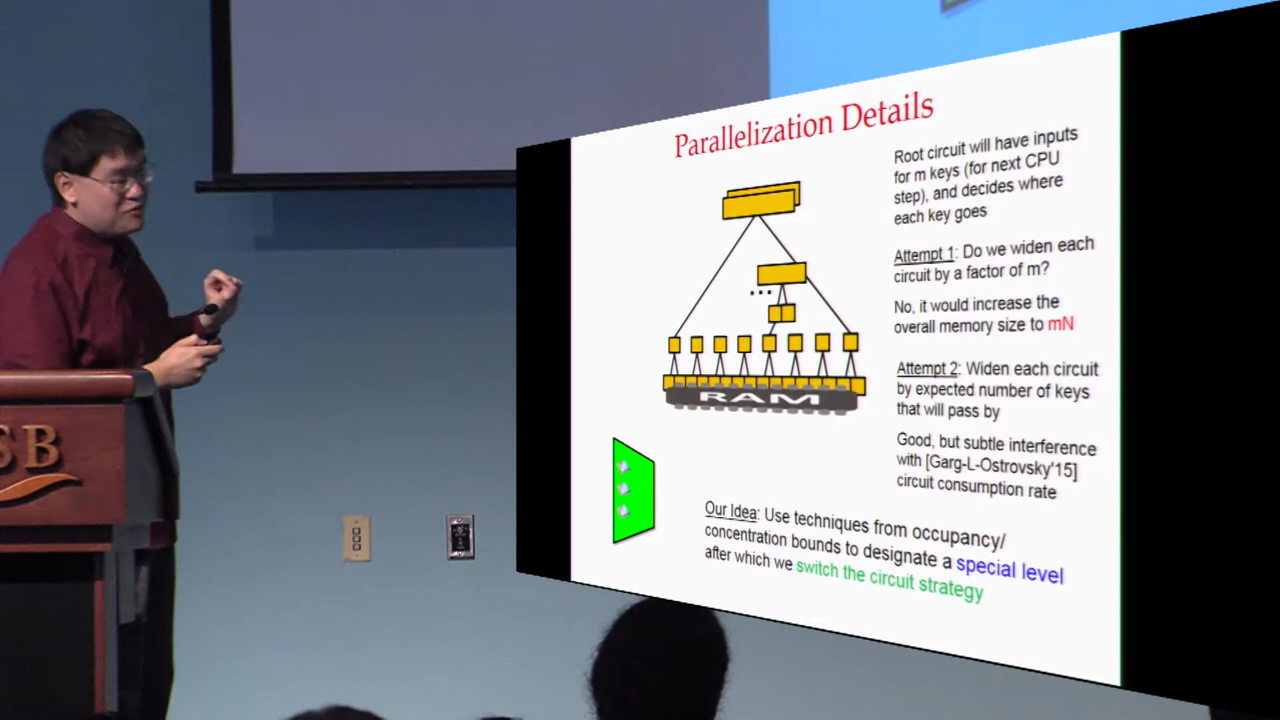 Parallelization Details
Root circuit will have inputs
for m keys (for next CPU
step), and decides where
each key goes
Attempt 1: Do we widen each
circuit by a factor of m?
No, it would increase the
overall memory size to mN
Attempt 2: Widen each circuit
by expected number of keys
that will pass by
Good, but subtle interference
with [Garg-L-Ostrovsky'15]
circuit consumption rate
...
RAM
Our Idea: Use techniques from occupancy/
concentration bounds to designate a special level
after which we switch the circuit strategy
SB